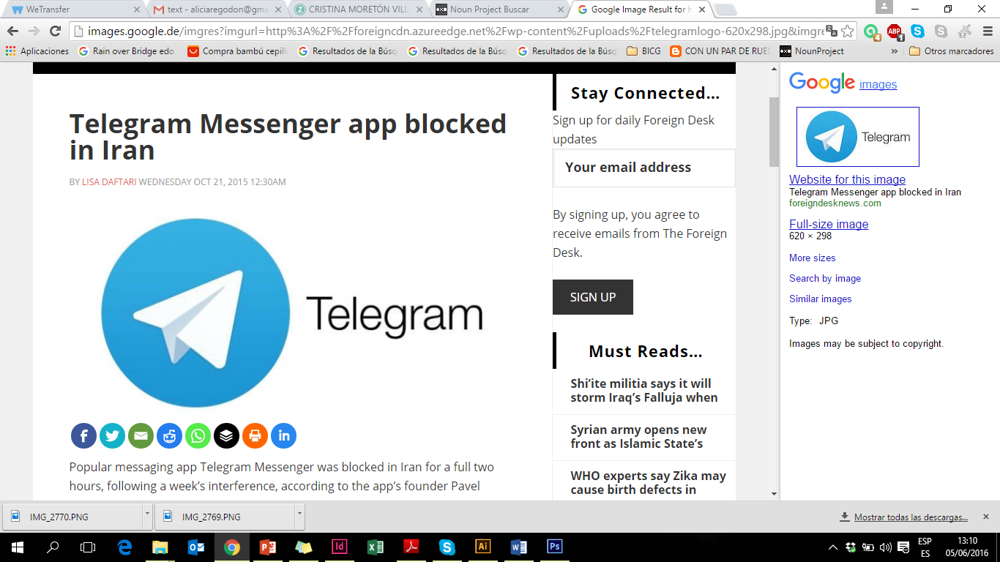 WeTransfer
text - aliciaregodon@gma
CRISTINA MORETÓN VILL
Noun Project Buscar
Google Image Result for h
images.google.de/imgres?imgurl=http%3A%2F%2Fforeigncdn.azureedge.net%2Fwp-content%2Fuploads%2Ftelegramlogo-620x298.jpg&imgre
Aplicaciones
Rain over Bridge edo
Compra bambú cepill
Resultados de la Búsq
Resultados de la Búsq
Resultados de la Búsq
BICG
CON UN PAR DE RUED
NounProject
»
Otros marcadores
Telegram Messenger app blocked
in Iran
BY LISA DAFTARI WEDNESDAY OCT 21, 2015 12:30AM
Telegram
Popular messaging app Telegram Messenger was blocked in Iran for a full two
hours, following a week’s interference, according to the app’s founder Pavel
Stay Connected…
Sign up for daily Foreign Desk
updates
Your email address
By signing up, you agree to
receive emails from The Foreign
Desk.
SIGN UP
Must Reads…
Shi’ite militia says it will
storm Iraq’s Falluja when
Syrian army opens new
front as Islamic State’s
WHO experts say Zika may
cause birth defects in
Google images
Telegram
Website for this image
Telegram Messenger app blocked in Iran
foreigndesknews.com
Full-size image
620 × 298
More sizes
Search by image
Similar images
Type: JPG
Images may be subject to copyright.
IMG_2770.PNG
IMG_2769.PNG
Mostrar todas las descargas...
ESP
ES
13:10
05/06/2016